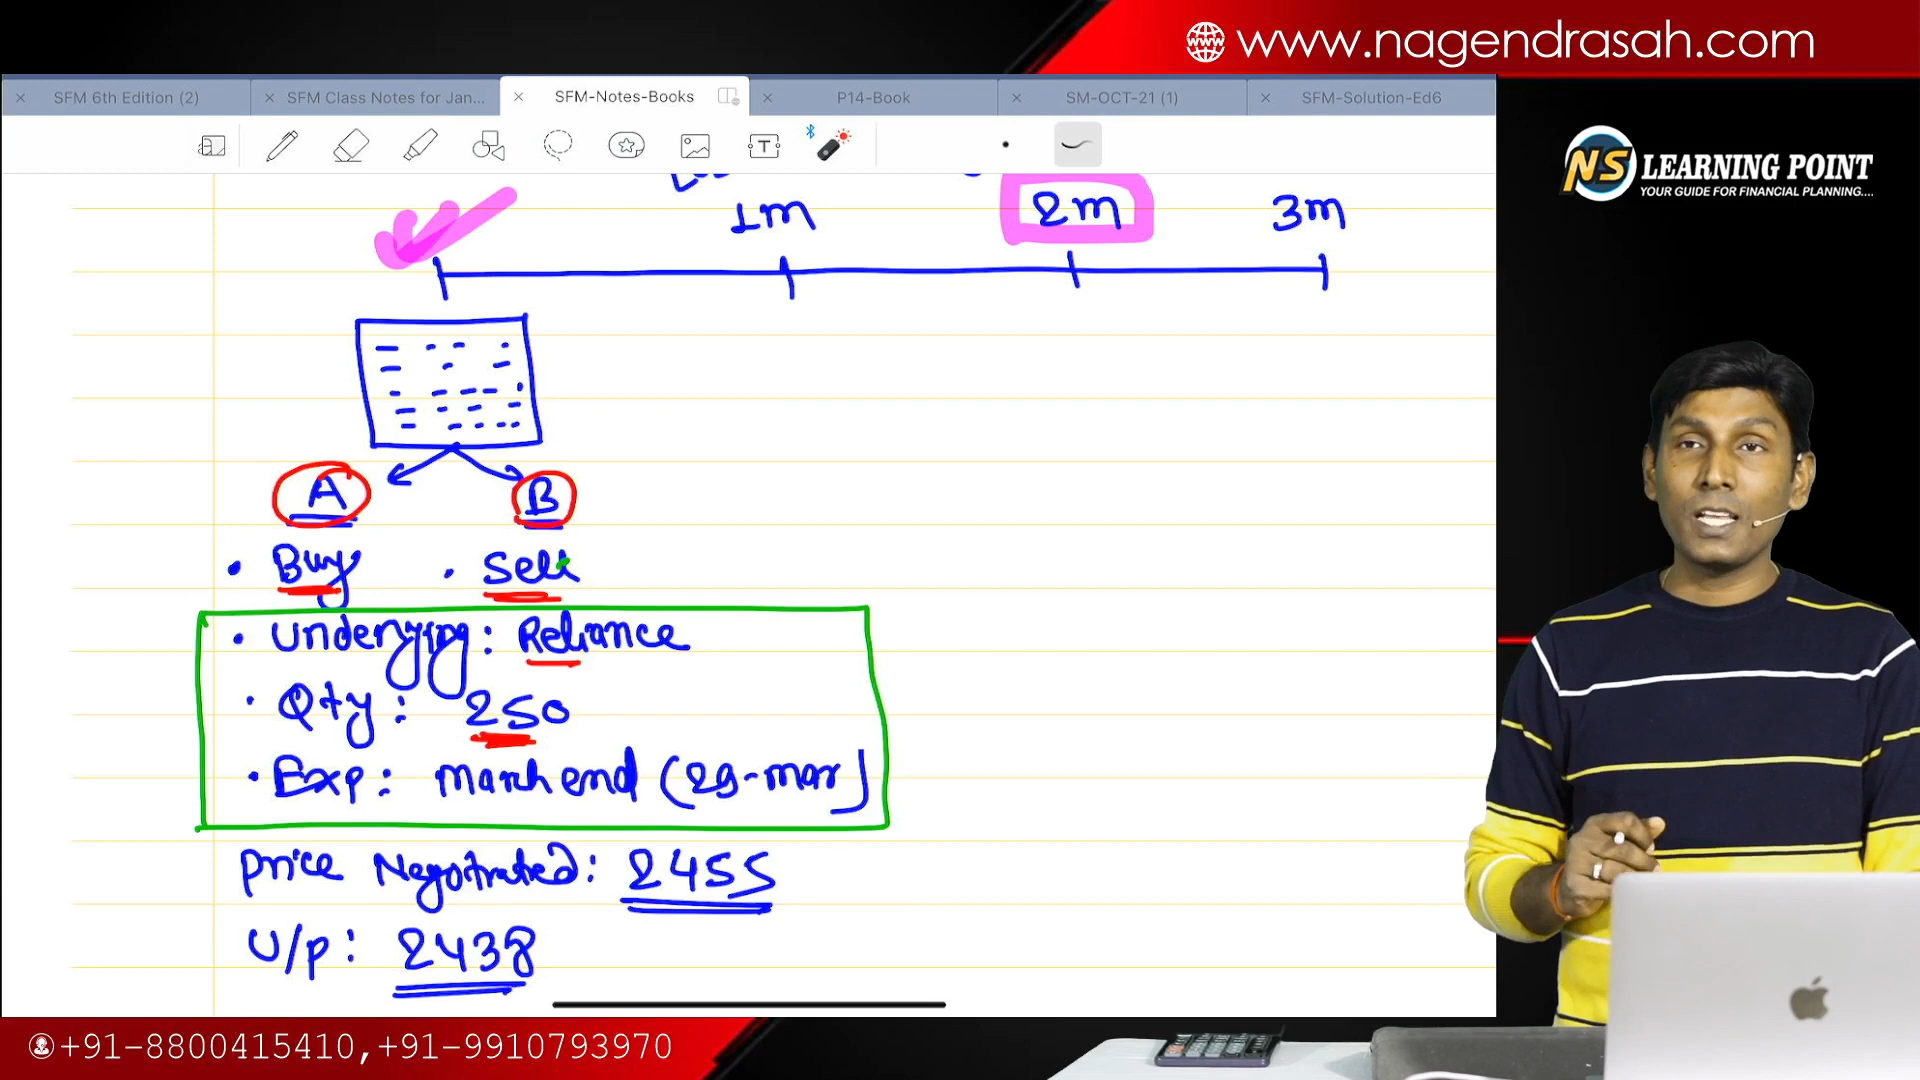 www.nagendrasah.com
SFM 6th Edition (2)
SFM Class Notes for Jan...
SFM-Notes-Books
P14-Book
SM-OCT-21 (1)
SFM-Solution-Ed6
NS LEARNING POINT
YOUR GUIDE FOR FINANCIAL PLANNING....
1m 2m 3m
A B
• Buy • Sell
• Underying: Reliance
• Qty: 250
• Exp: March end (29-mar)
Price Negotiated: 2455
U/p: 2438
+91-8800415410,+91-9910793970